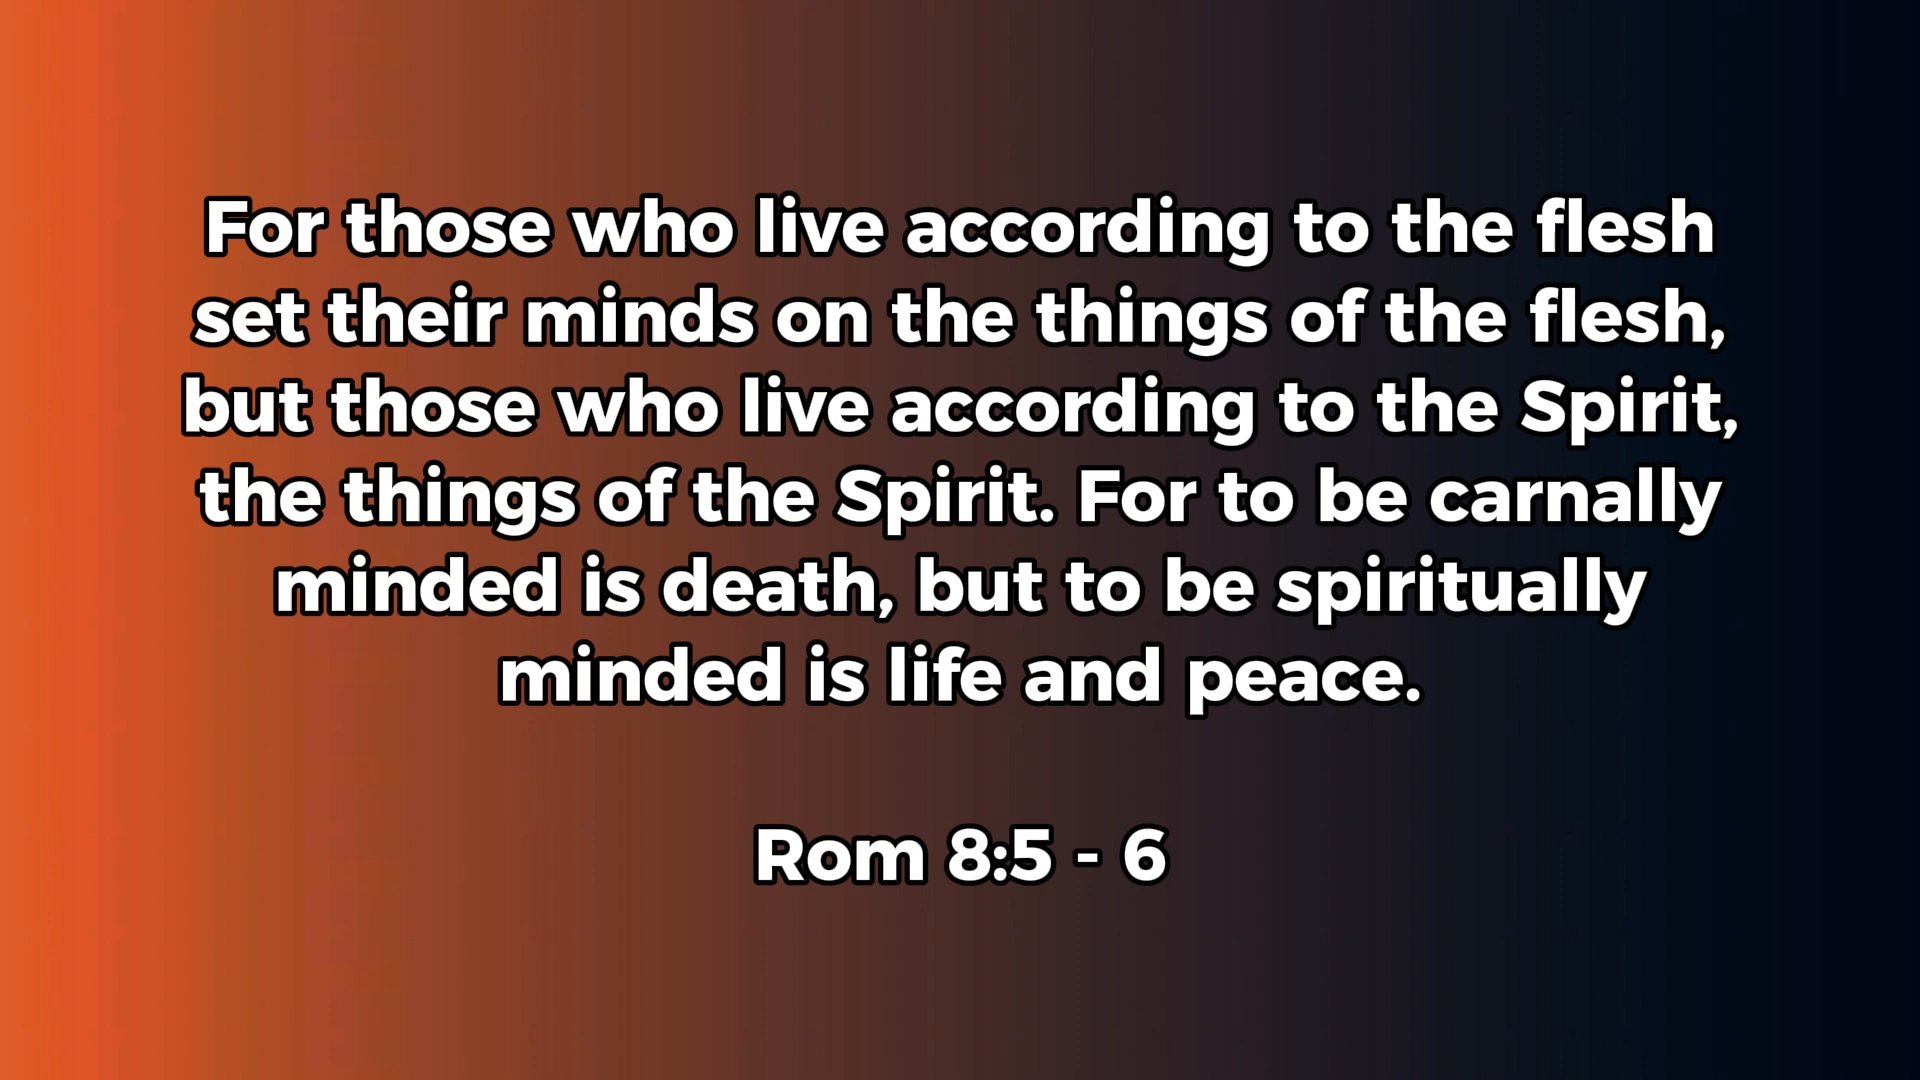 For those who live according to the flesh
set their minds on the things of the flesh,
but those who live according to the Spirit,
the things of the Spirit. For to be carnally
minded is death, but to be spiritually
minded is life and peace.
Rom 8:5 - 6